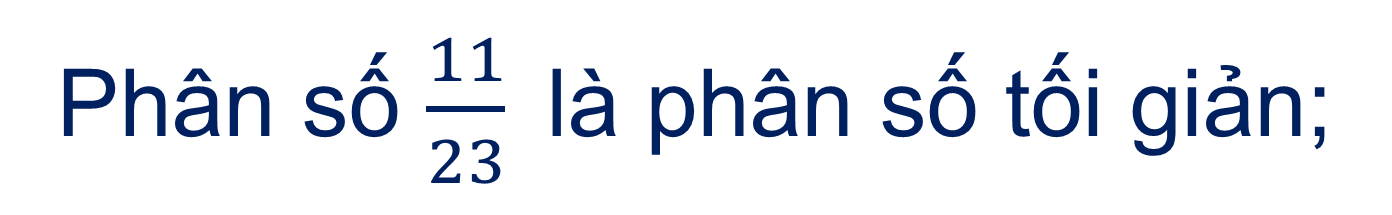 Phân số 11/23 là phân số tối giản;